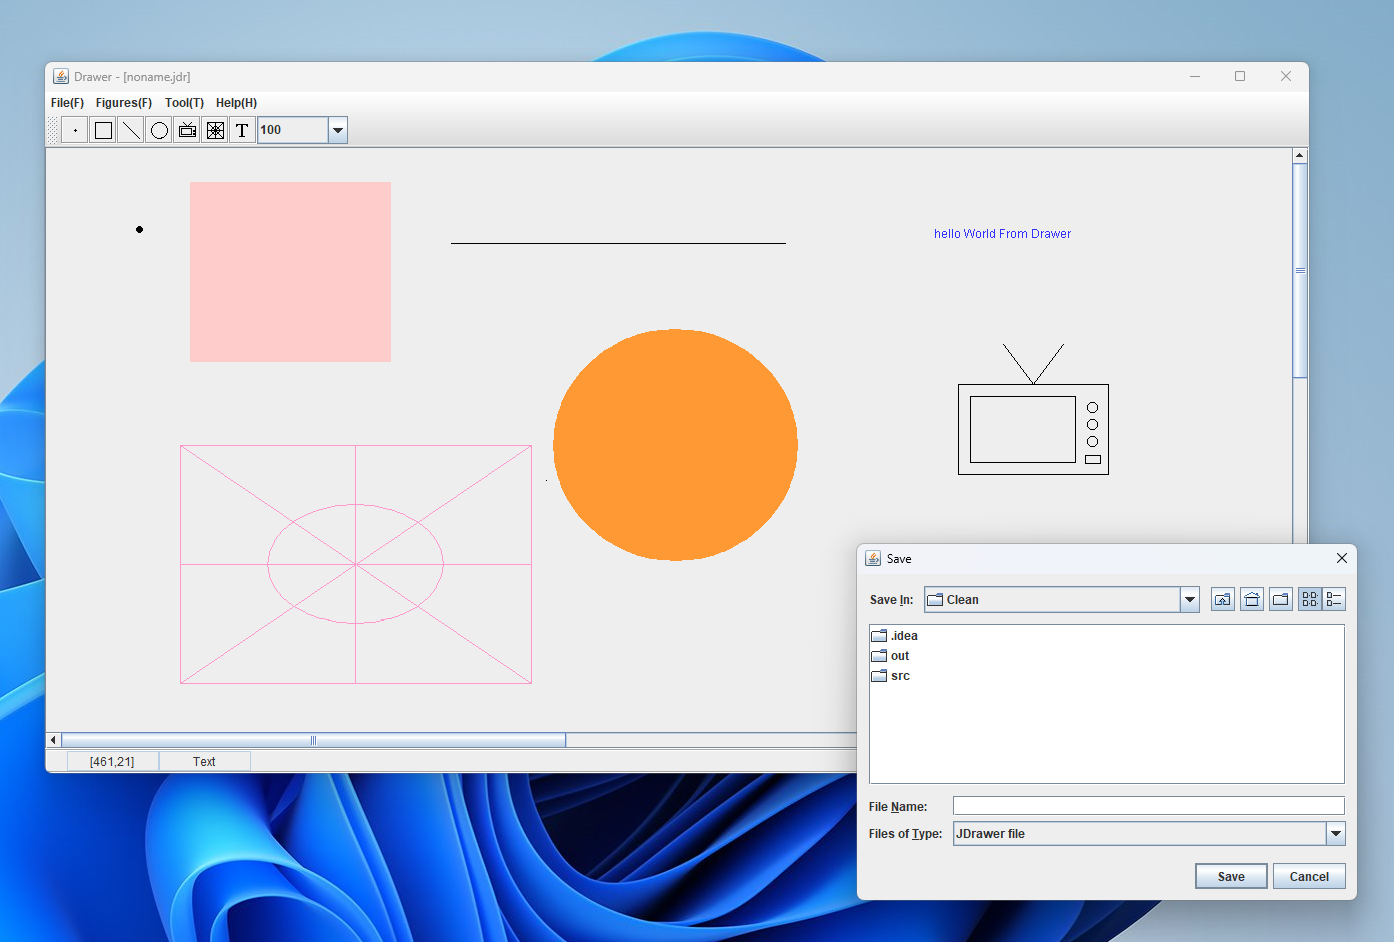 Drawer - [noname.jdr]
File(F) Figures(F) Tool(T) Help(H)
T 100
hello World From Drawer
[461,21] Text
Save
Save In: Clean
.idea
out
src
File Name:
Files of Type: JDrawer file
Save Cancel